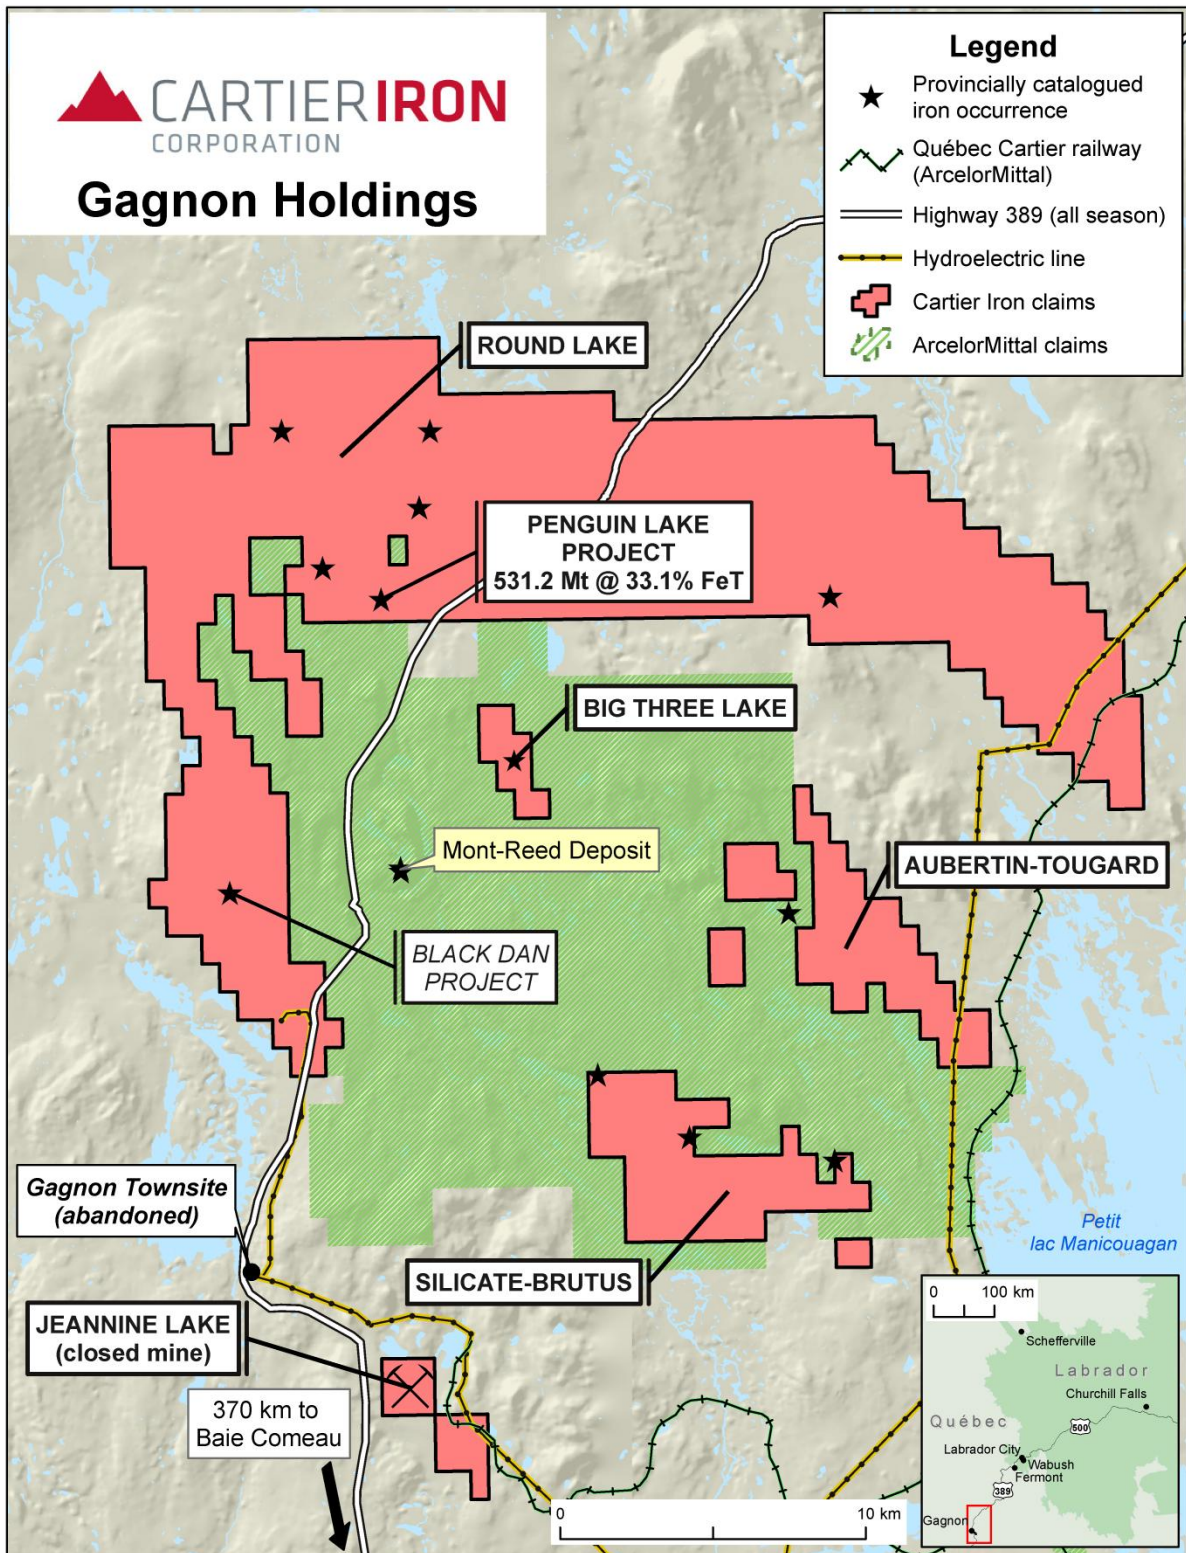 CARTIER IRON
CORPORATION
Gagnon Holdings
Legend
Provincially catalogued
iron occurrence
Québec Cartier railway
(ArcelorMittal)
Highway 389 (all season)
Hydroelectric line
Cartier Iron claims
ArcelorMittal claims
ROUND LAKE
PENGUIN LAKE
PROJECT
531.2 Mt @ 33.1% FeT
BIG THREE LAKE
Mont-Reed Deposit
AUBERTIN-TOUGARD
BLACK DAN
PROJECT
Gagnon Townsite
(abandoned)
Petit
lac Manicouagan
SILICATE-BRUTUS
JEANNINE LAKE
(closed mine)
370 km to
Baie Comeau
0 10 km
0 100 km
Schefferville
Labrador
Churchill Falls
Québec
500
Labrador City
Wabush
Fermont
389
Gagnon